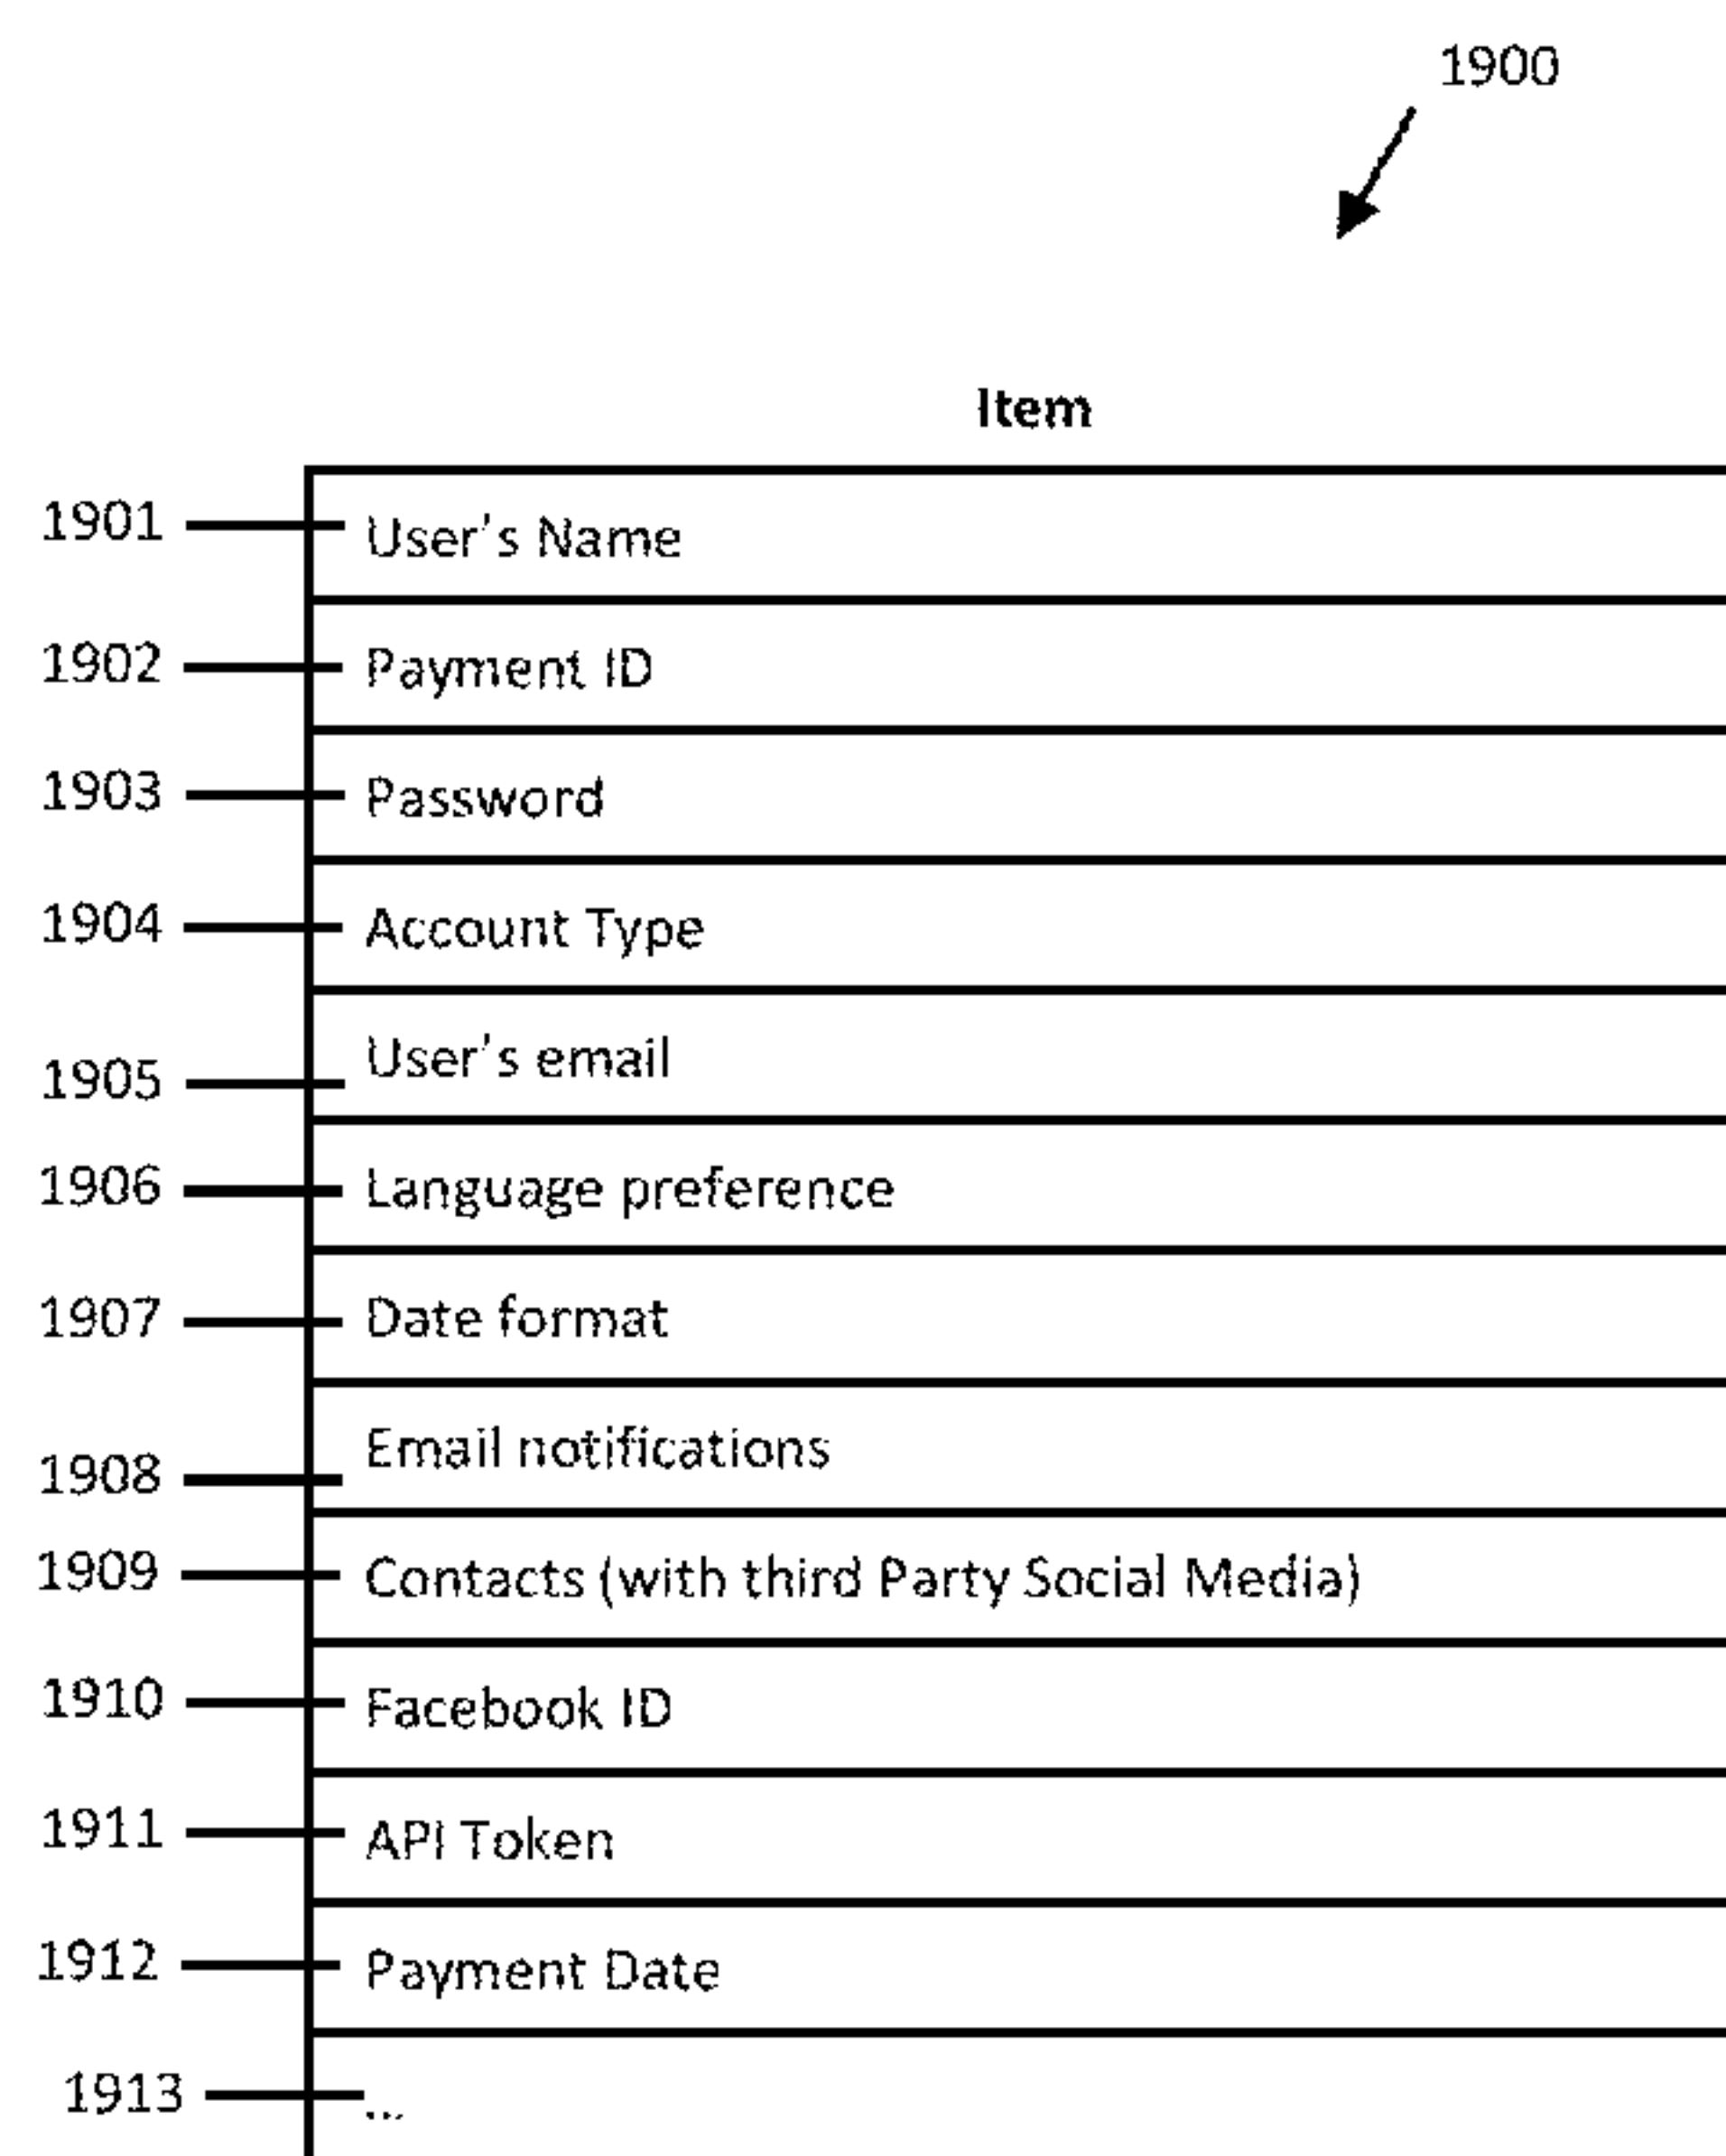 1900
Item
1901 User's Name
1902 Payment ID
1903 Password
1904 Account Type
1905 User's email
1906 Language preference
1907 Date format
1908 Email notifications
1909 Contacts (with third Party Social Media)
1910 Facebook ID
1911 API Token
1912 Payment Date
1913 ...